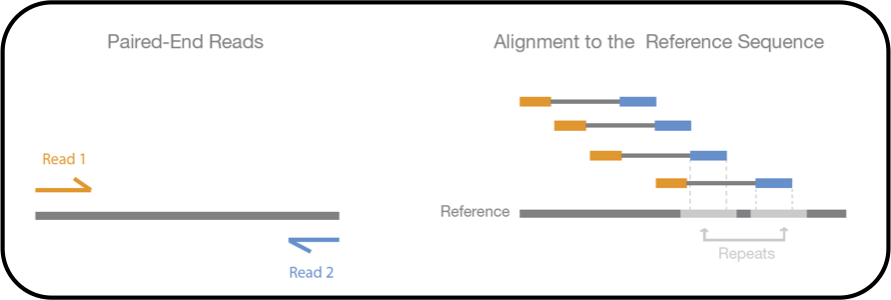 Paired-End Reads
Read 1
Read 2
Alignment to the Reference Sequence
Reference
Repeats